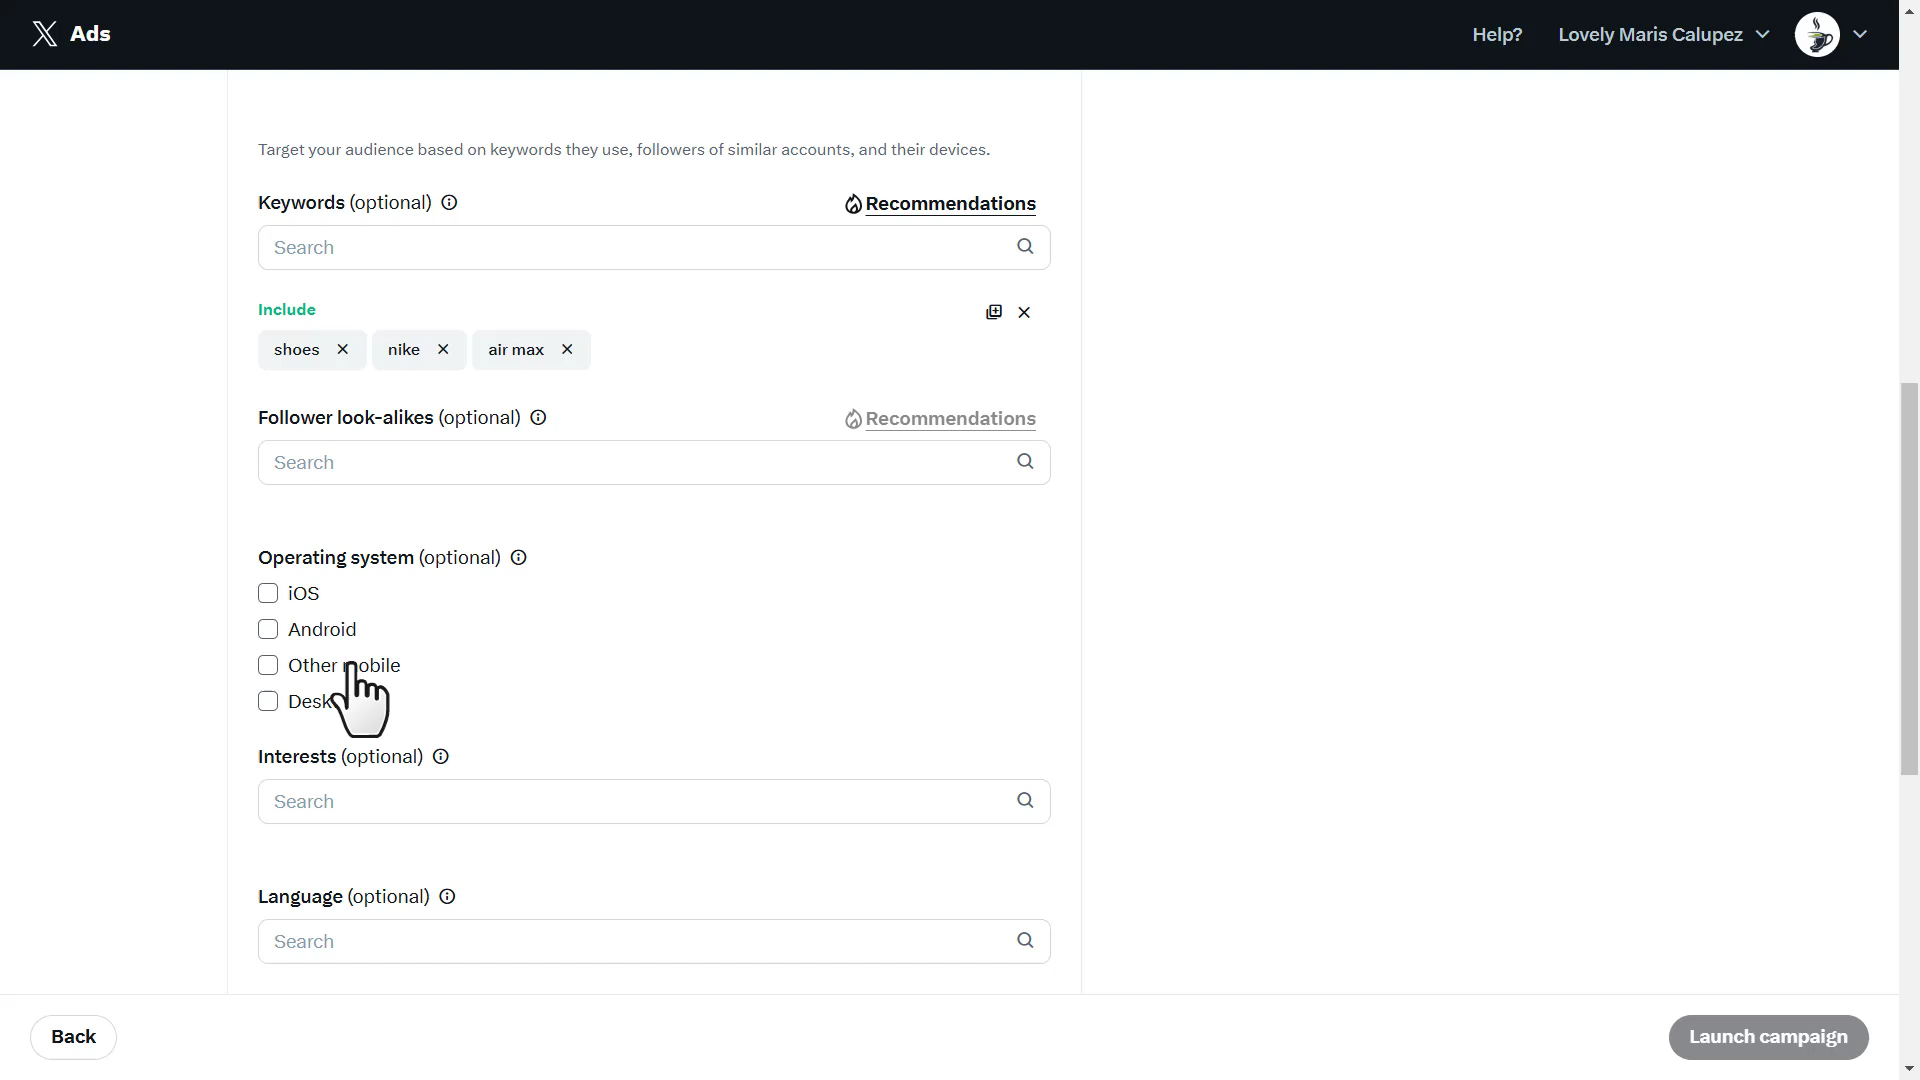 Ads
Help?
Lovely Maris Calupez
Target your audience based on keywords they use, followers of similar accounts, and their devices.
Keywords (optional)
Recommendations
Search
Include
shoes
nike
air max
Follower look-alikes (optional)
Recommendations
Search
Operating system (optional)
iOS
Android
Other mobile
Desk
Interests (optional)
Search
Language (optional)
Search
Back
Launch campaign